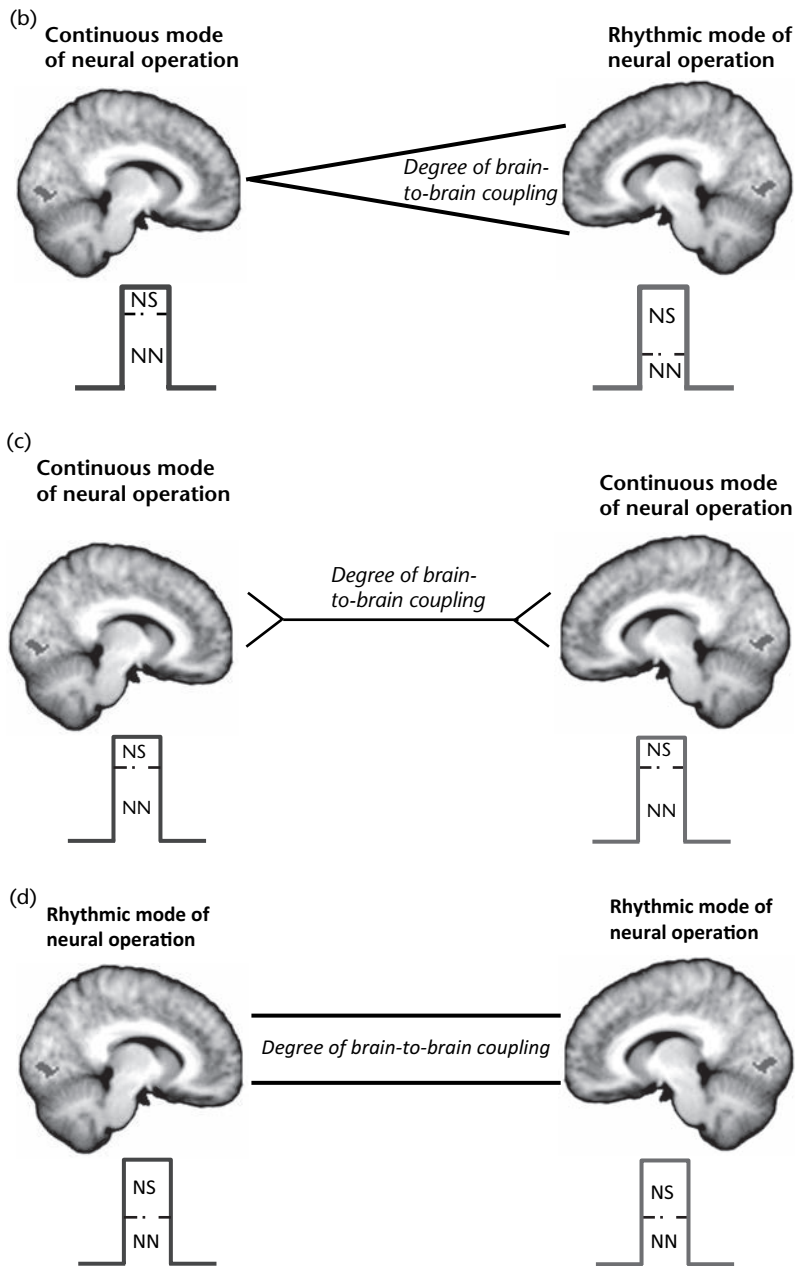 (b)
Continuous mode
of neural operation
Rhythmic mode of
neural operation
Degree of brain-
to-brain coupling
NS
NN
NS
NN
(c)
Continuous mode
of neural operation
Continuous mode
of neural operation
Degree of brain-
to-brain coupling
NS
NN
NS
NN
(d)
Rhythmic mode of
neural operation
Rhythmic mode of
neural operation
Degree of brain-to-brain coupling
NS
NN
NS
NN